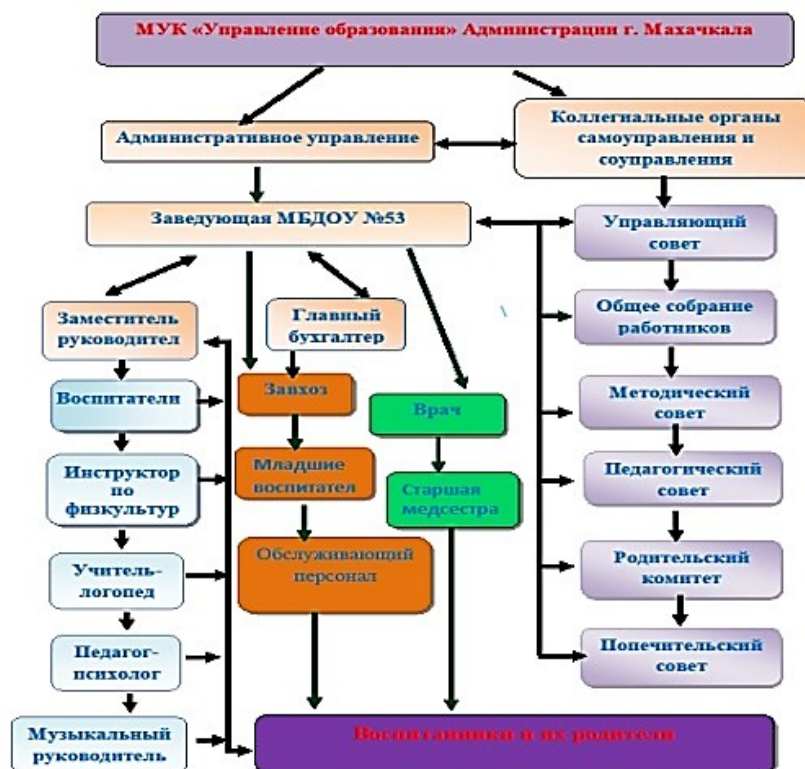 МУК «Управление образования» Администрации г. Махачкала
Административное управление
Коллегиальные органы
самоуправления и
соуправления
Заведующая МБДОУ №53
Управляющий
совет
Заместитель
руководител
Главный
бухгалтер
Общее собрание
работников
Воспитатели
Завхоз
Врач
Методический
совет
Инструктор
по
физкультур
Младшие
воспитател
Старшая
медсестра
Педагогический
совет
Учитель-
логопед
Обслуживающий
персонал
Родительский
комитет
Педагог-
психолог
Попечительский
совет
Музыкальный
руководитель
Воспитанники и их родители